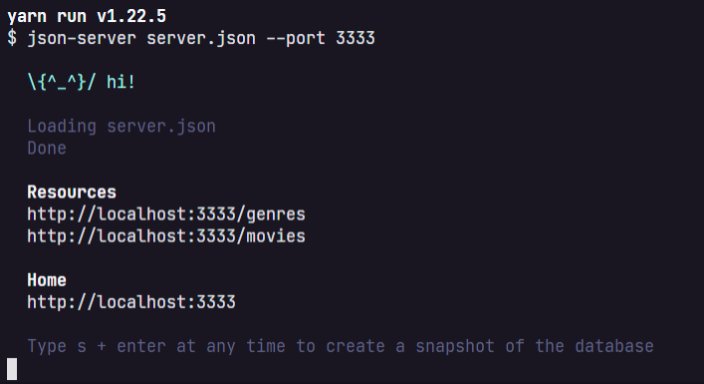 yarn run v1.22.5
$ json-server server.json --port 3333
\{^_^}/ hi!
Loading server.json
Done
Resources
http://localhost:3333/genres
http://localhost:3333/movies
Home
http://localhost:3333
Type s + enter at any time to create a snapshot of the database